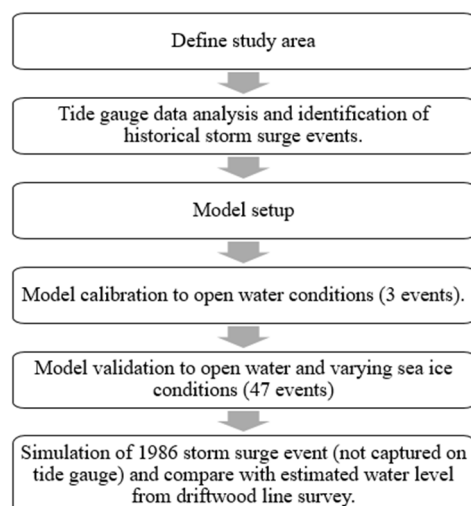 Define study area
Tide gauge data analysis and identification of
historical storm surge events.
Model setup
Model calibration to open water conditions (3 events).
Model validation to open water and varying sea ice
conditions (47 events)
Simulation of 1986 storm surge event (not captured on
tide gauge) and compare with estimated water level
from driftwood line survey.